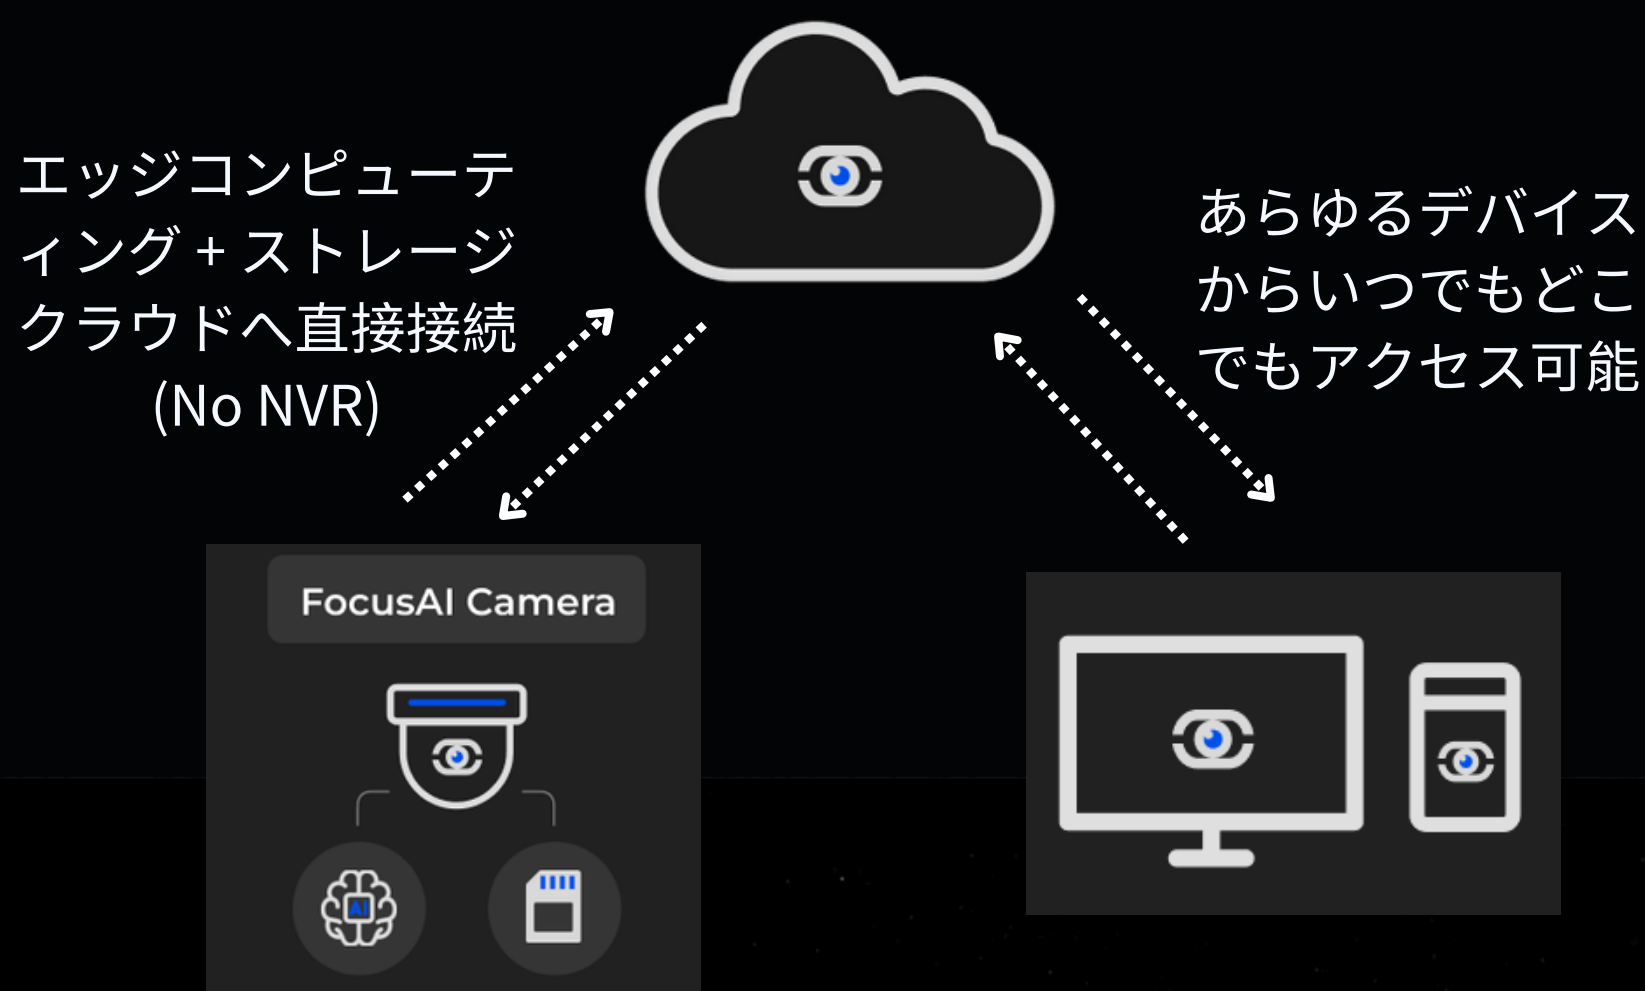 エッジコンピューテ
ィング + ストレージ
クラウドへ直接接続
(No NVR)
あらゆるデバイス
からいつでもどこ
でもアクセス可能
FocusAI Camera
AI